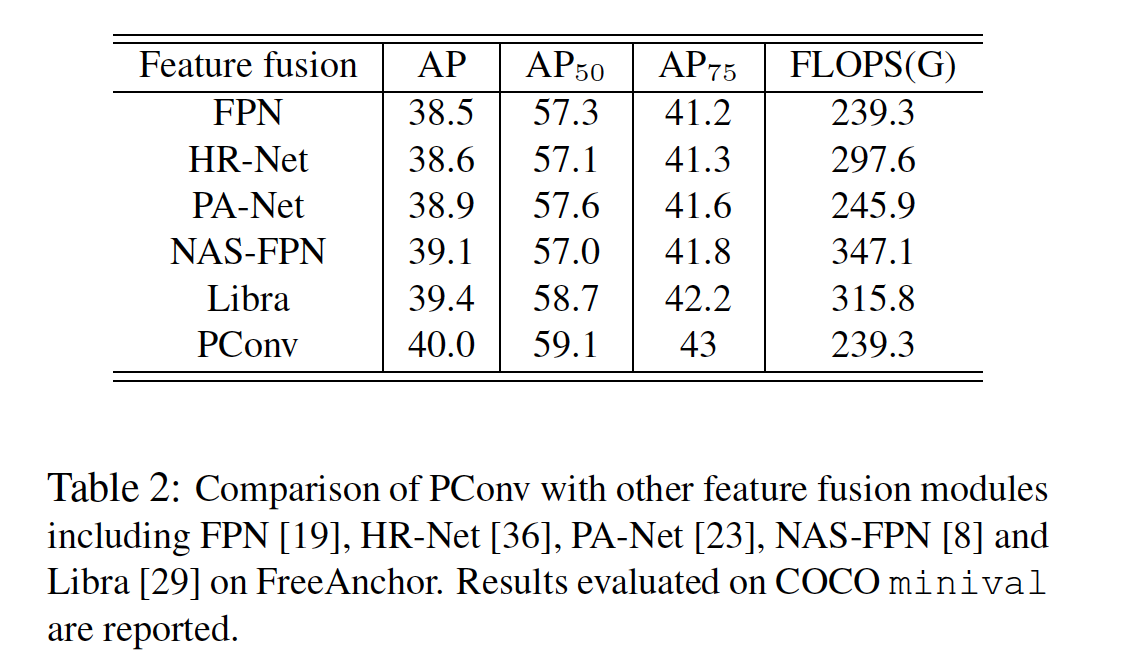 Feature fusion AP AP50 AP75 FLOPS(G)
FPN 38.5 57.3 41.2 239.3
HR-Net 38.6 57.1 41.3 297.6
PA-Net 38.9 57.6 41.6 245.9
NAS-FPN 39.1 57.0 41.8 347.1
Libra 39.4 58.7 42.2 315.8
PConv 40.0 59.1 43 239.3
Table 2: Comparison of PConv with other feature fusion modules
including FPN [19], HR-Net [36], PA-Net [23], NAS-FPN [8] and
Libra [29] on FreeAnchor. Results evaluated on COCO minival
are reported.